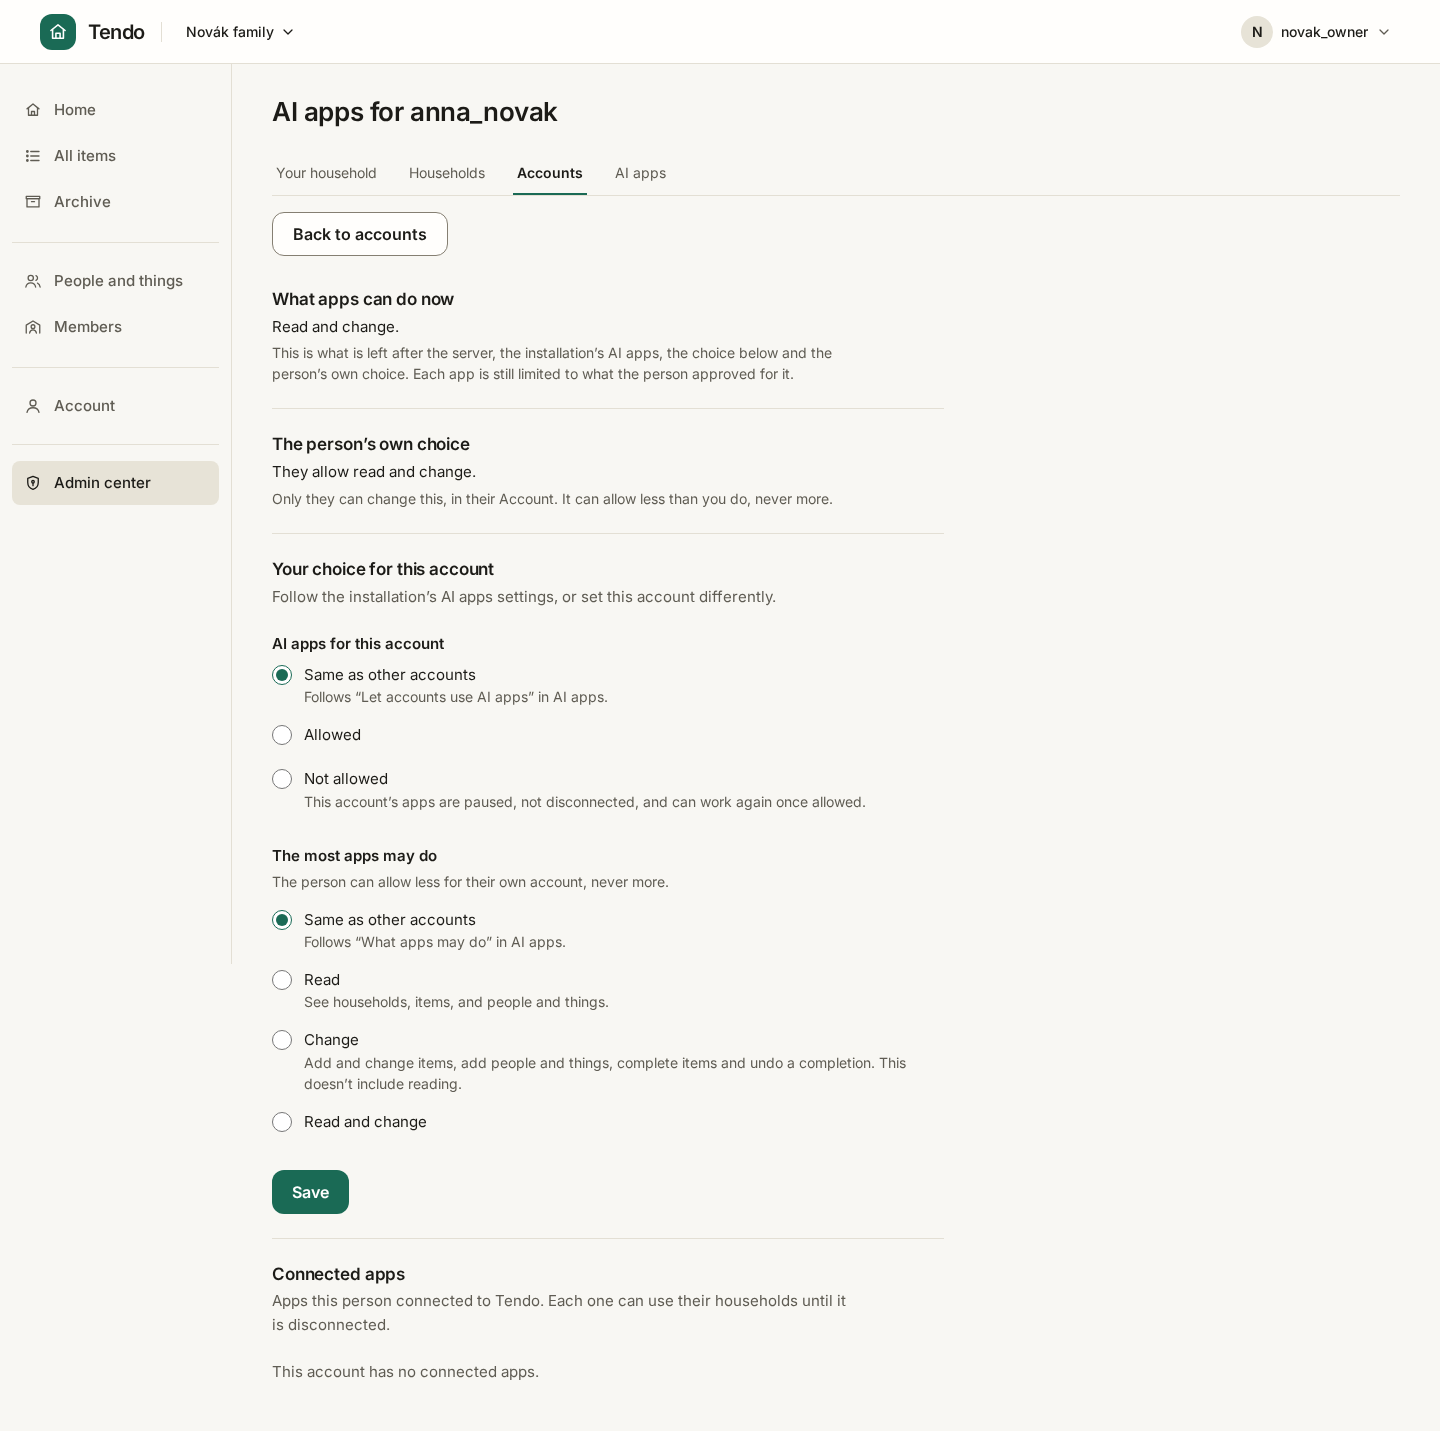 Tendo
Novák family
N
novak_owner
Home
All items
Archive
People and things
Members
Account
Admin center
AI apps for anna_novak
Your household
Households
Accounts
AI apps
Back to accounts
What apps can do now
Read and change.
This is what is left after the server, the installation’s AI apps, the choice below and the
person’s own choice. Each app is still limited to what the person approved for it.
The person’s own choice
They allow read and change.
Only they can change this, in their Account. It can allow less than you do, never more.
Your choice for this account
Follow the installation’s AI apps settings, or set this account differently.
AI apps for this account
Same as other accounts
Follows “Let accounts use AI apps” in AI apps.
Allowed
Not allowed
This account’s apps are paused, not disconnected, and can work again once allowed.
The most apps may do
The person can allow less for their own account, never more.
Same as other accounts
Follows “What apps may do” in AI apps.
Read
See households, items, and people and things.
Change
Add and change items, add people and things, complete items and undo a completion. This
doesn’t include reading.
Read and change
Save
Connected apps
Apps this person connected to Tendo. Each one can use their households until it
is disconnected.
This account has no connected apps.